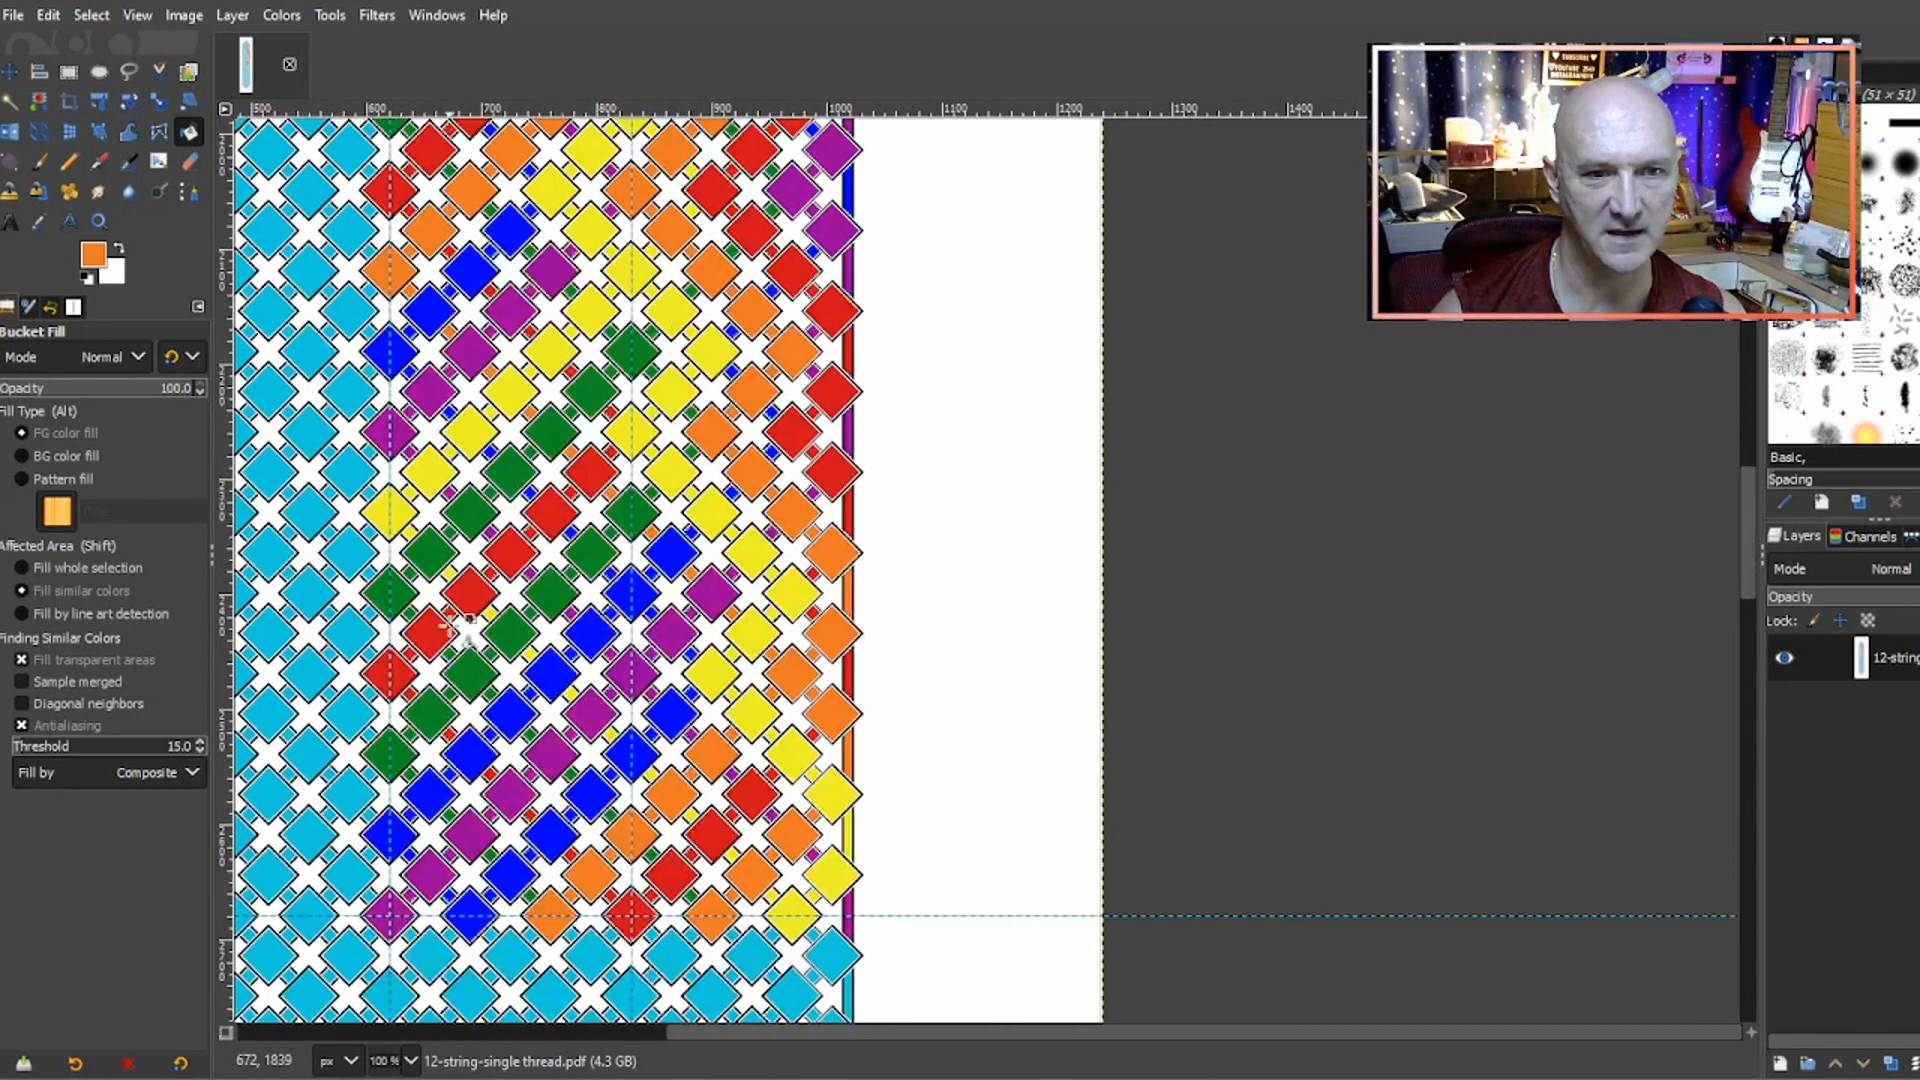 File Edit Select View Image Layer Colors Tools Filters Windows Help
500 600 700 800 900 1000 1100 1200 1300 1400
SUBSCRIBE
(51 × 51)
Bucket Fill
Mode Normal
Opacity 100.0
Fill Type (Alt)
FG color fill
BG color fill
Pattern fill
Pine
Affected Area (Shift)
Fill whole selection
Fill similar colors
Fill by line art detection
Finding Similar Colors
Fill transparent areas
Sample merged
Diagonal neighbors
Antialiasing
Threshold 15.0
Fill by Composite
Basic,
Spacing
Layers Channels
Mode Normal
Opacity
Lock:
12-string
672, 1839 px 100 % 12-string-single thread.pdf (4.3 GB)